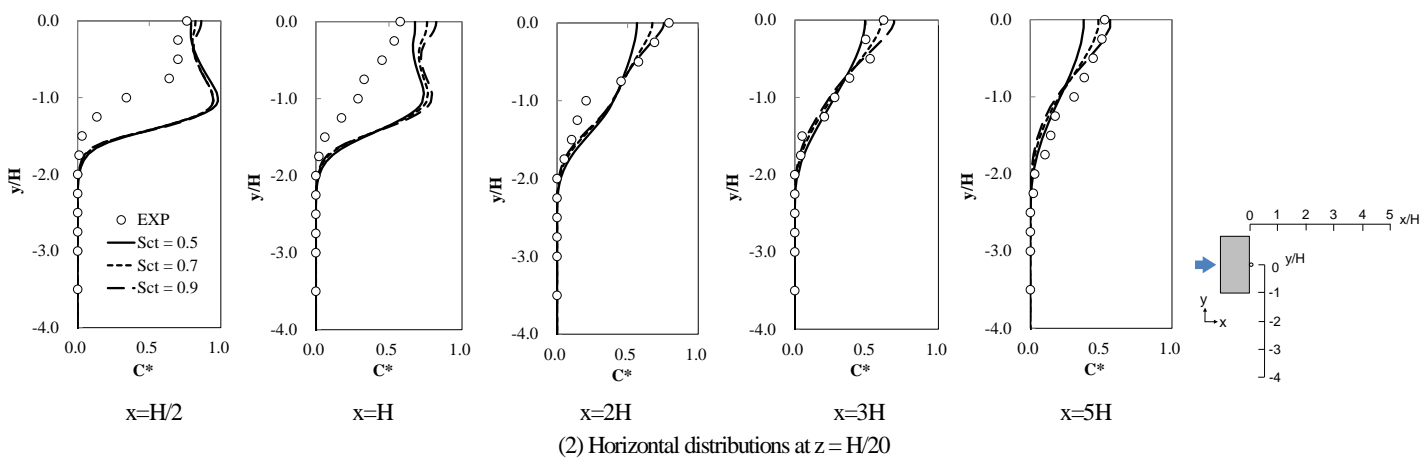 0.0
-1.0
-2.0
-3.0
-4.0
y/H
0.0 0.5 1.0
C*
EXP
Sct = 0.5
Sct = 0.7
Sct = 0.9
x=H/2
0.0
-1.0
-2.0
-3.0
-4.0
y/H
0.0 0.5 1.0
C*
x=H
0.0
-1.0
-2.0
-3.0
-4.0
y/H
0.0 0.5 1.0
C*
x=2H
0.0
-1.0
-2.0
-3.0
-4.0
y/H
0.0 0.5 1.0
C*
x=3H
0.0
-1.0
-2.0
-3.0
-4.0
y/H
0.0 0.5 1.0
C*
x=5H
0 1 2 3 4 5 x/H
y/H
0
-1
-2
-3
-4
y
x
(2) Horizontal distributions at z = H/20